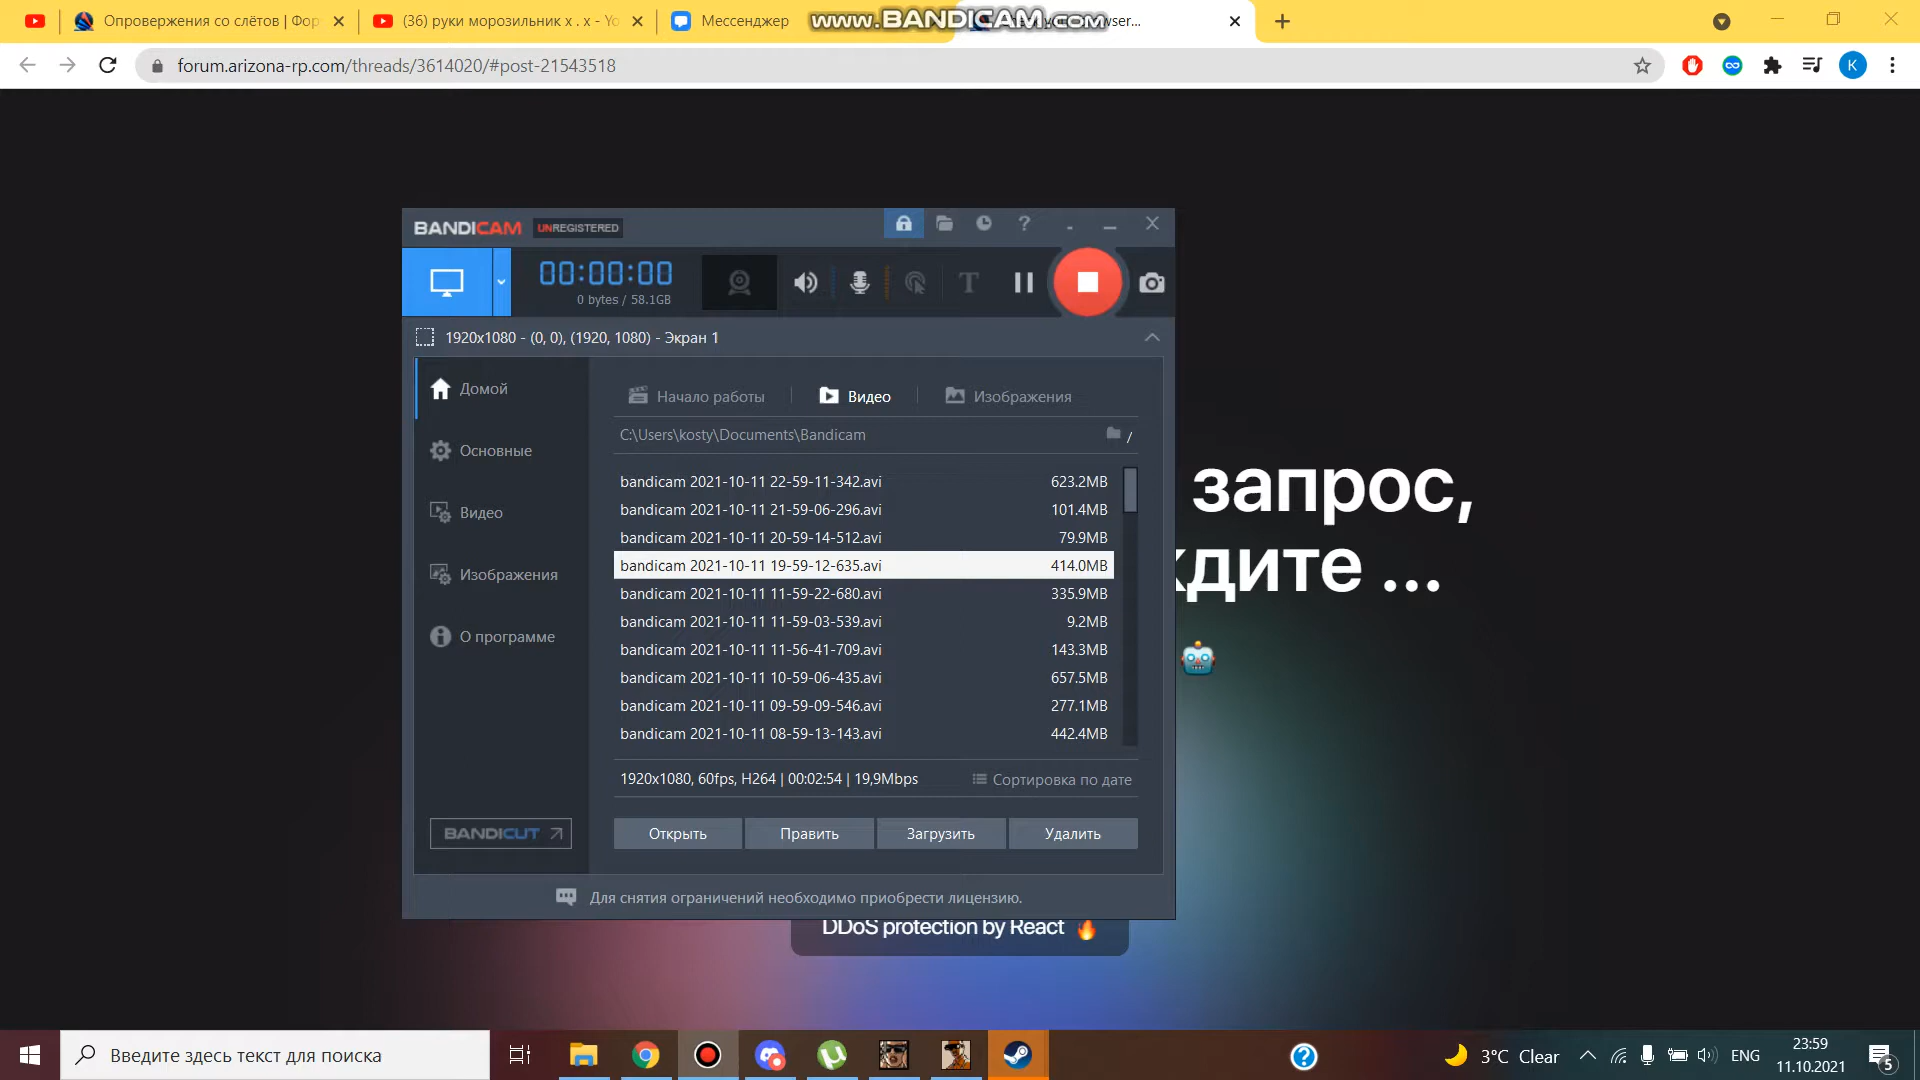 Опровержения со слётов | Фор
(36) руки морозильник x . x - Yo
Мессенджер
www.BANDICAM.com
forum.arizona-rp.com/threads/3614020/#post-21543518
K
BANDICAM UNREGISTERED
00:00:00
0 bytes / 58.1GB
T
1920x1080 - (0, 0), (1920, 1080) - Экран 1
Домой
Основные
Видео
Изображения
О программе
BANDICUT
Начало работы
Видео
Изображения
C:\Users\kosty\Documents\Bandicam
/
bandicam 2021-10-11 22-59-11-342.avi 623.2MB
bandicam 2021-10-11 21-59-06-296.avi 101.4MB
bandicam 2021-10-11 20-59-14-512.avi 79.9MB
bandicam 2021-10-11 19-59-12-635.avi 414.0MB
bandicam 2021-10-11 11-59-22-680.avi 335.9MB
bandicam 2021-10-11 11-59-03-539.avi 9.2MB
bandicam 2021-10-11 11-56-41-709.avi 143.3MB
bandicam 2021-10-11 10-59-06-435.avi 657.5MB
bandicam 2021-10-11 09-59-09-546.avi 277.1MB
bandicam 2021-10-11 08-59-13-143.avi 442.4MB
1920x1080, 60fps, H264 | 00:02:54 | 19,9Mbps
Сортировка по дате
Открыть
Править
Загрузить
Удалить
Для снятия ограничений необходимо приобрести лицензию.
запрос,
ждите ...
DDoS protection by React
Введите здесь текст для поиска
3°C Clear
ENG
23:59
11.10.2021
5